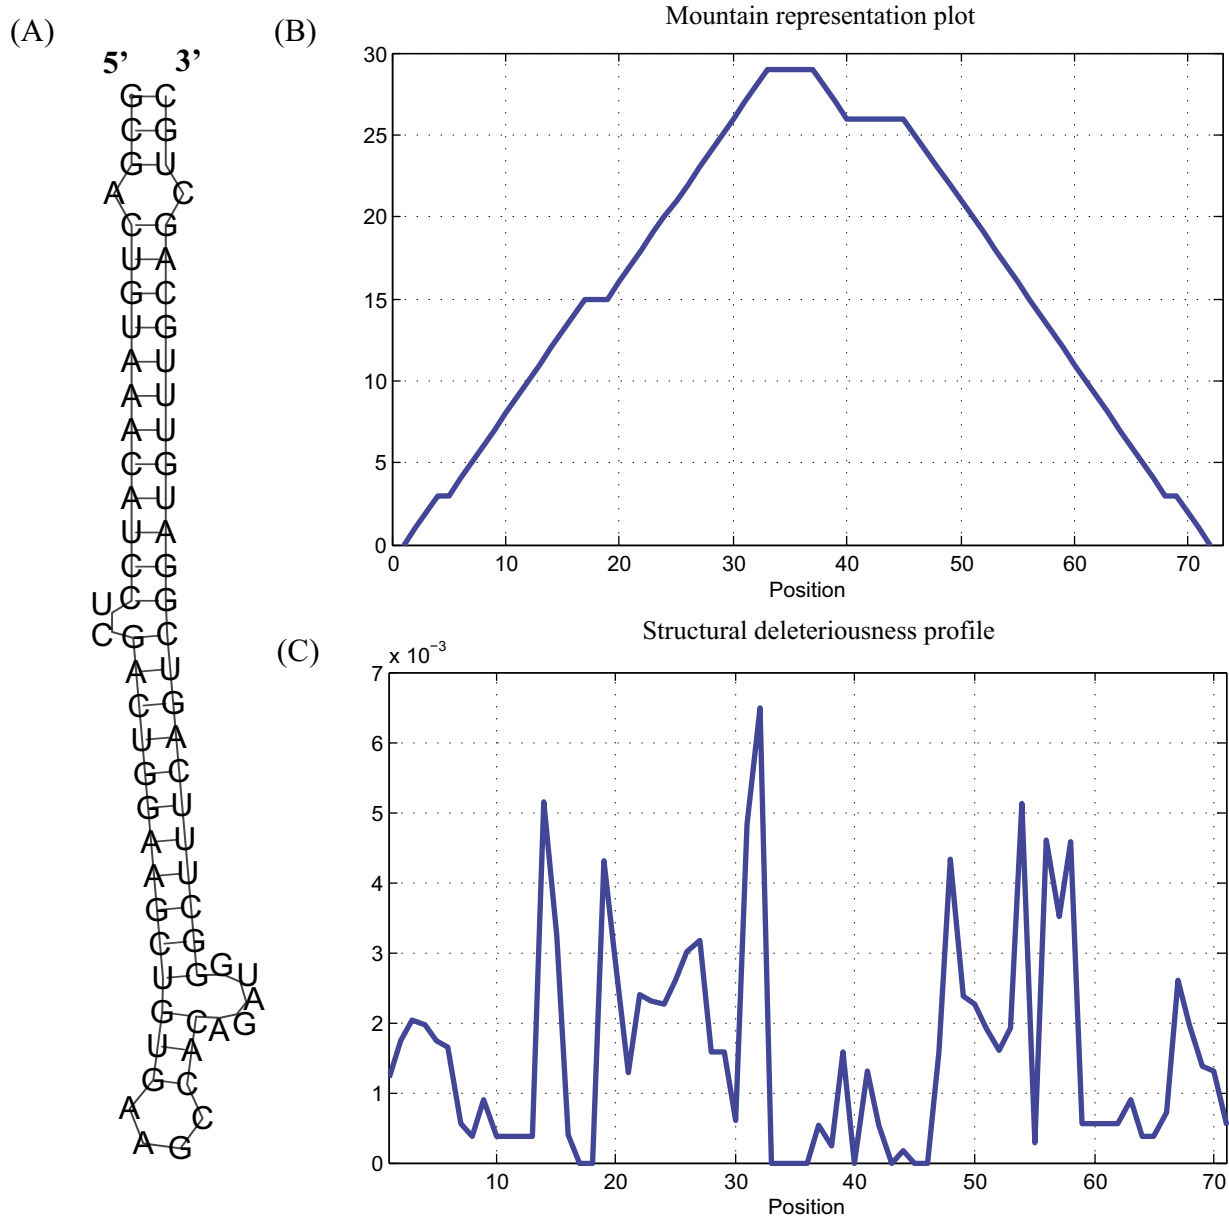 (A)
5’ 3’
G C
C G
G U
A C
C G
U A
G C
U G
A U
A U
A U
C G
A U
U A
C G
U C G
C G C
A U
C G
U A
G C
G U
A U
A U
G C
C G
U G G U
A
G C A G
U A
G C
A C
A G
(B)
Mountain representation plot
30
25
20
15
10
5
0
0 10 20 30 40 50 60 70
Position
(C)
Structural deleteriousness profile
x 10−3
7
6
5
4
3
2
1
0
10 20 30 40 50 60 70
Position